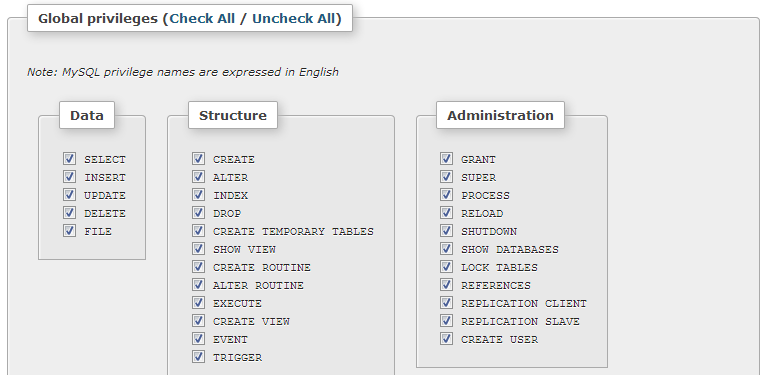 Global privileges (Check All / Uncheck All)
Note: MySQL privilege names are expressed in English
Data
SELECT
INSERT
UPDATE
DELETE
FILE
Structure
CREATE
ALTER
INDEX
DROP
CREATE TEMPORARY TABLES
SHOW VIEW
CREATE ROUTINE
ALTER ROUTINE
EXECUTE
CREATE VIEW
EVENT
TRIGGER
Administration
GRANT
SUPER
PROCESS
RELOAD
SHUTDOWN
SHOW DATABASES
LOCK TABLES
REFERENCES
REPLICATION CLIENT
REPLICATION SLAVE
CREATE USER